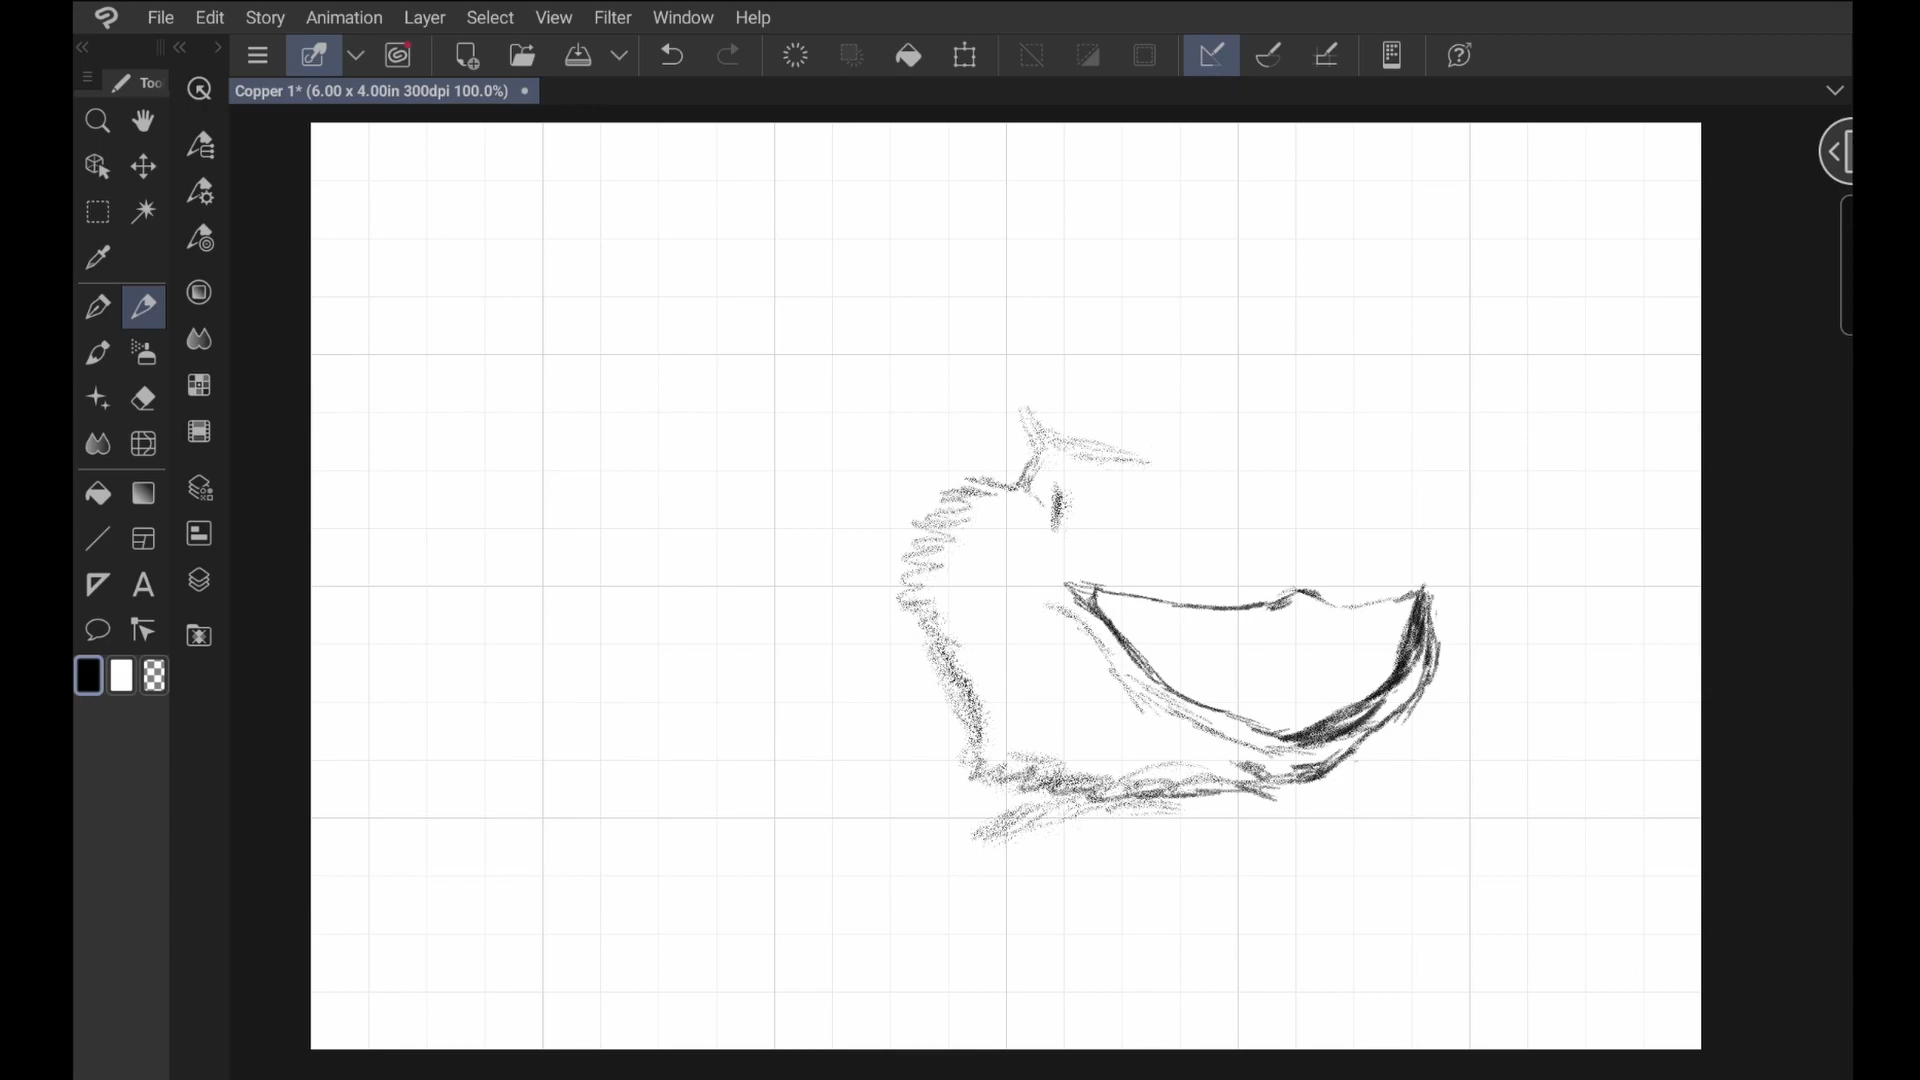 File Edit Story Animation Layer Select View Filter Window Help
Too
Copper 1* (6.00 x 4.00in 300dpi 100.0%)
A